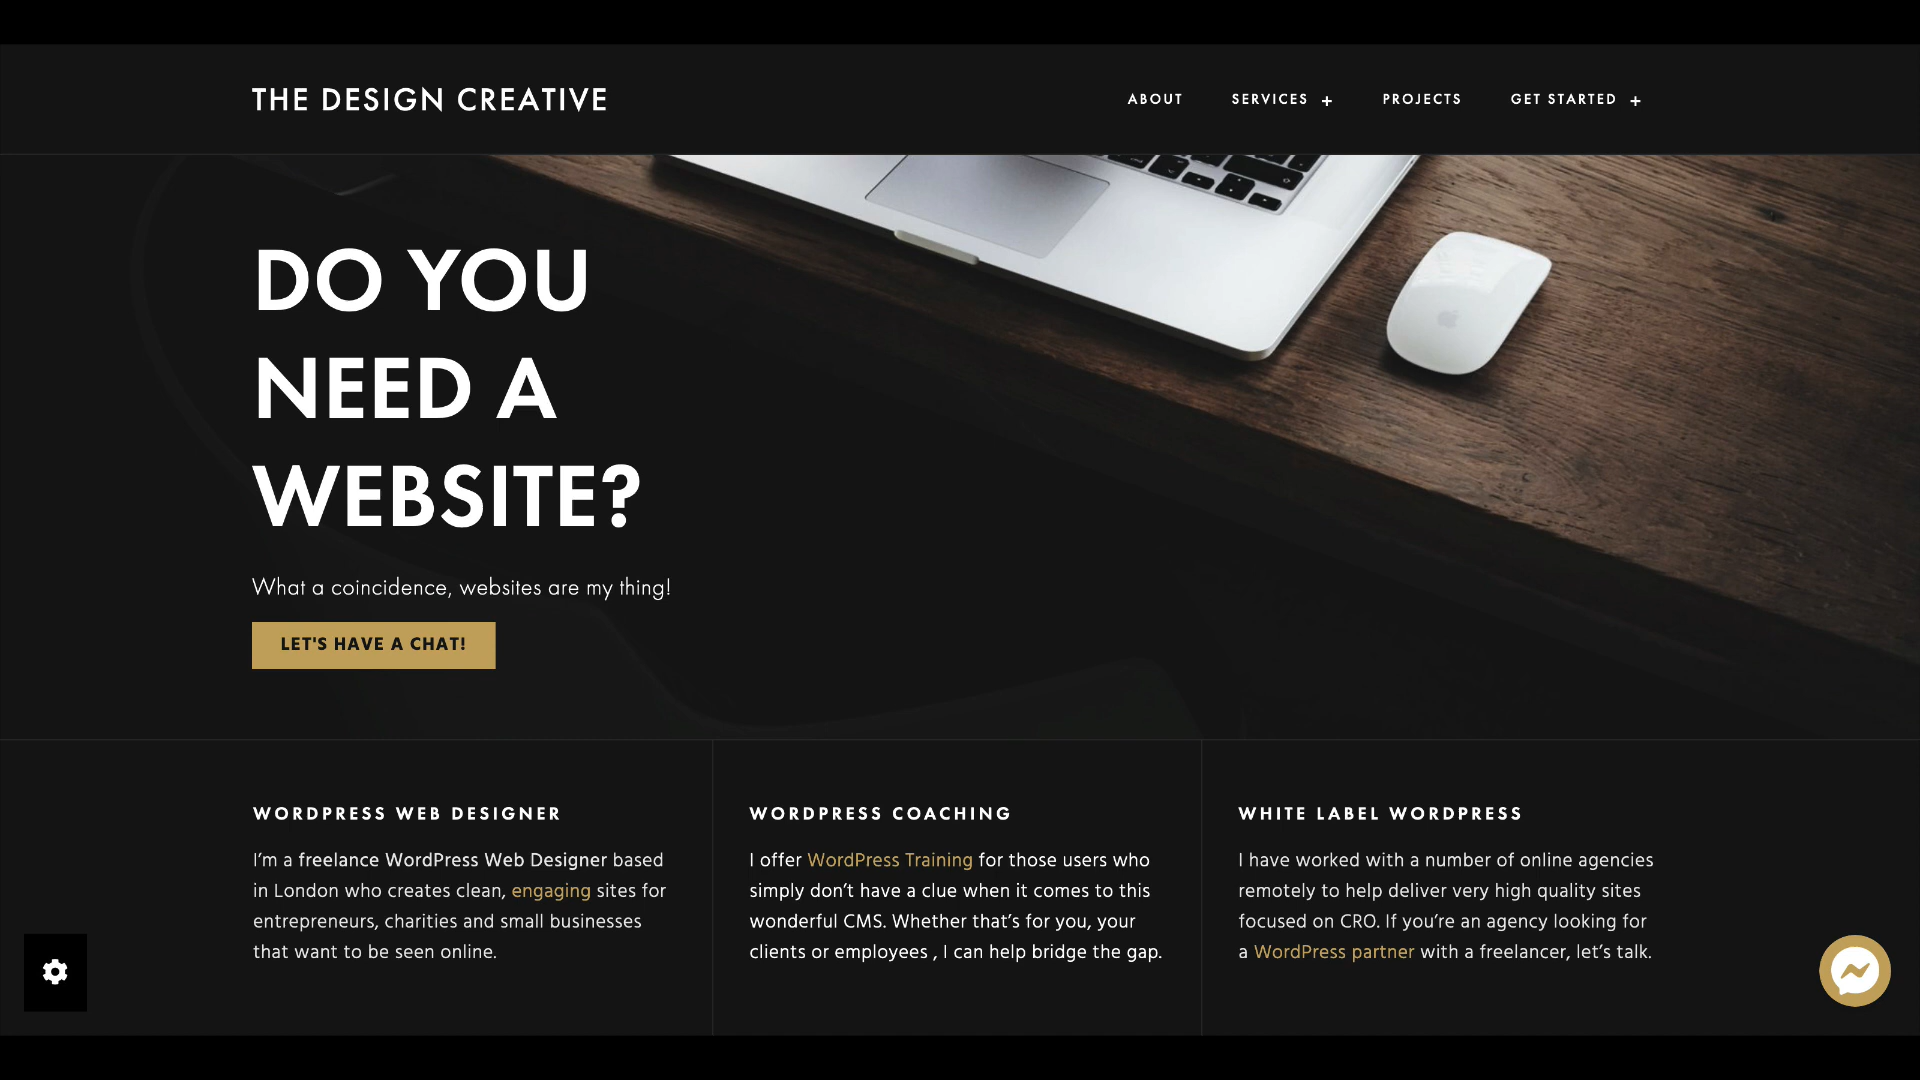 THE DESIGN CREATIVE
ABOUT SERVICES + PROJECTS GET STARTED +
DO YOU
NEED A
WEBSITE?
What a coincidence, websites are my thing!
LET'S HAVE A CHAT!
WORDPRESS WEB DESIGNER
I’m a freelance WordPress Web Designer based
in London who creates clean, engaging sites for
entrepreneurs, charities and small businesses
that want to be seen online.
WORDPRESS COACHING
I offer WordPress Training for those users who
simply don’t have a clue when it comes to this
wonderful CMS. Whether that’s for you, your
clients or employees , I can help bridge the gap.
WHITE LABEL WORDPRESS
I have worked with a number of online agencies
remotely to help deliver very high quality sites
focused on CRO. If you’re an agency looking for
a WordPress partner with a freelancer, let’s talk.